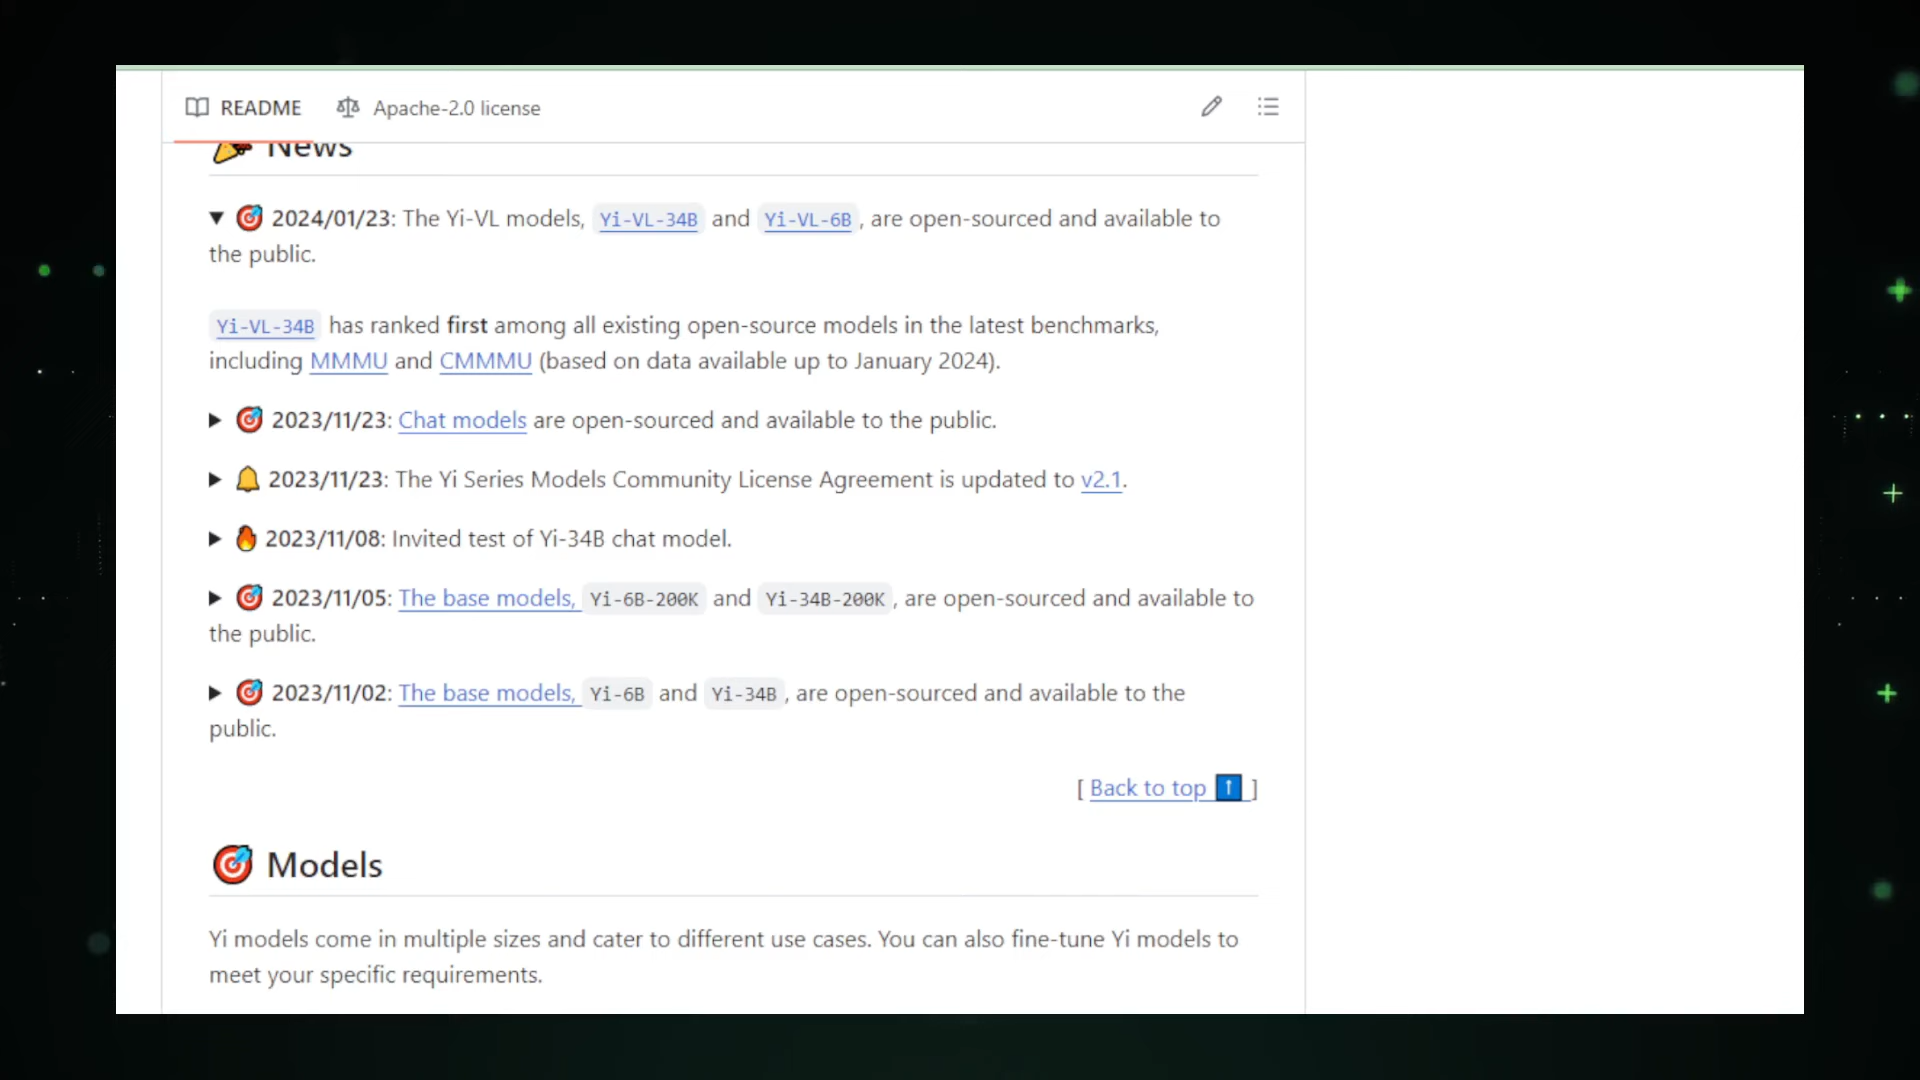 README Apache-2.0 license
News
2024/01/23: The Yi-VL models, Yi-VL-34B and Yi-VL-6B, are open-sourced and available to
the public.
Yi-VL-34B has ranked first among all existing open-source models in the latest benchmarks,
including MMMU and CMMMU (based on data available up to January 2024).
2023/11/23: Chat models are open-sourced and available to the public.
2023/11/23: The Yi Series Models Community License Agreement is updated to v2.1.
2023/11/08: Invited test of Yi-34B chat model.
2023/11/05: The base models, Yi-6B-200K and Yi-34B-200K, are open-sourced and available to
the public.
2023/11/02: The base models, Yi-6B and Yi-34B, are open-sourced and available to the
public.
[ Back to top ⬆️ ]
Models
Yi models come in multiple sizes and cater to different use cases. You can also fine-tune Yi models to
meet your specific requirements.